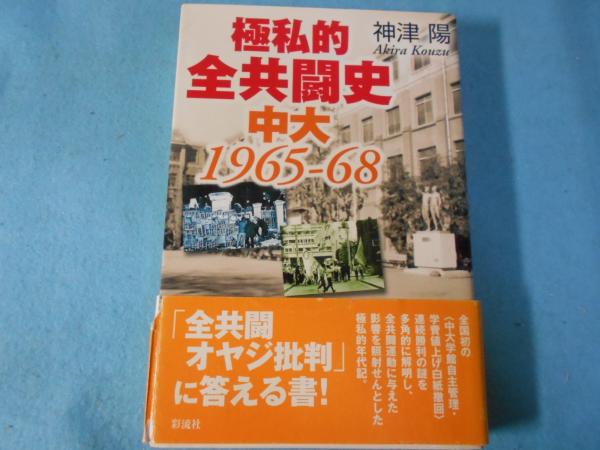 極私的
全共闘史
中大
1965-68
神津 陽
Akira Kouzu
「全共闘
オヤジ批判」
に答える書!
全国初の
〈中大学館自主管理・
学費値上げ白紙撤回〉
連続勝利の謎を
多角的に解明し、
全共闘運動に与えた
影響を照射せんとした
極私的年代記。
彩流社